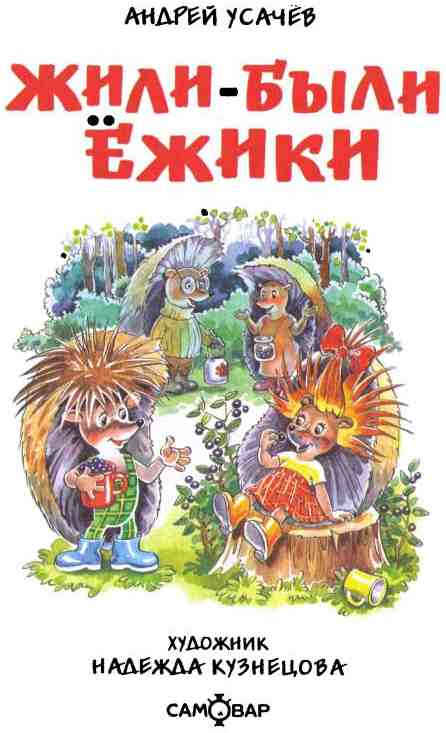 АНДРЕЙ УСАЧЁВ
ЖИЛИ-БЫЛИ
ЁЖИКИ
ХУДОЖНИК
НАДЕЖДА КУЗНЕЦОВА
САМОВАР